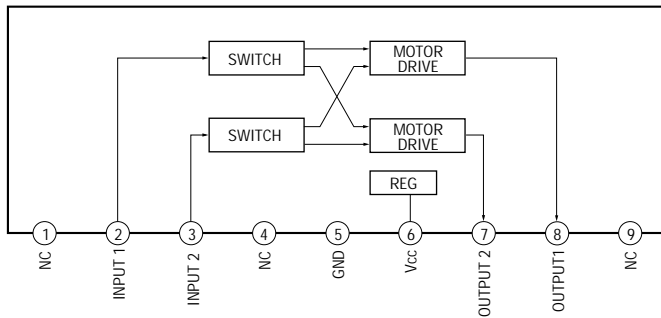 SWITCH
MOTOR
DRIVE
SWITCH
MOTOR
DRIVE
REG
1
2
3
4
5
6
7
8
9
NC
INPUT 1
INPUT 2
NC
GND
Vcc
OUTPUT 2
OUTPUT1
NC